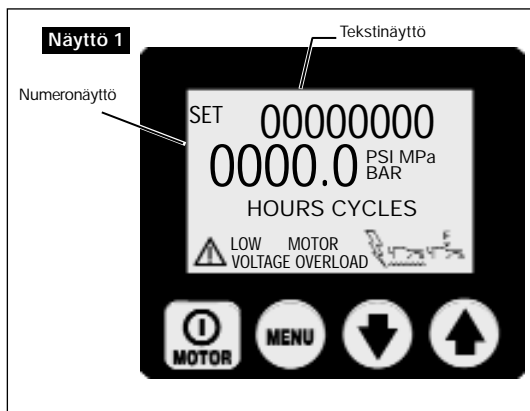 Näyttö 1
Tekstinäyttö
Numeronäyttö
SET 00000000
0000.0 PSI MPa
BAR
HOURS CYCLES
LOW MOTOR
VOLTAGE OVERLOAD
MOTOR
MENU